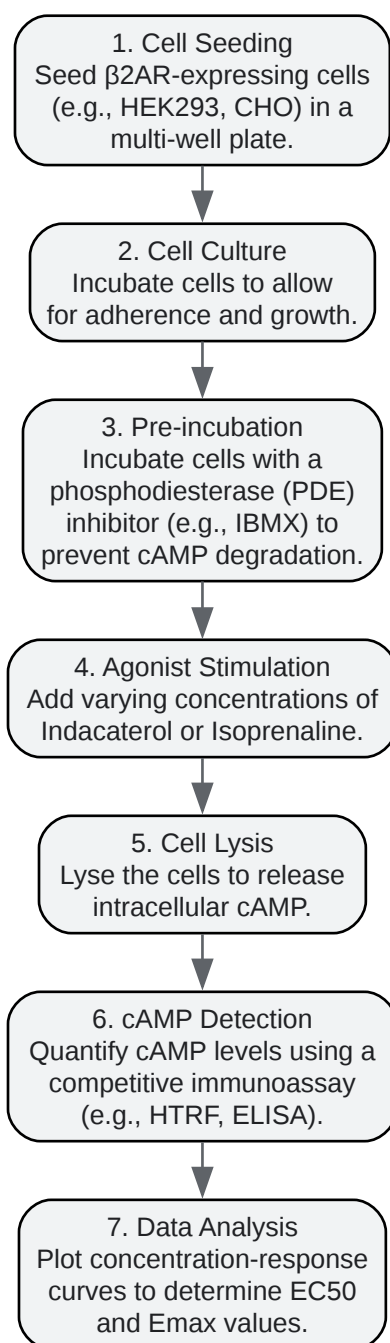 1. Cell Seeding
Seed β2AR-expressing cells
(e.g., HEK293, CHO) in a
multi-well plate.
2. Cell Culture
Incubate cells to allow
for adherence and growth.
3. Pre-incubation
Incubate cells with a
phosphodiesterase (PDE)
inhibitor (e.g., IBMX) to
prevent cAMP degradation.
4. Agonist Stimulation
Add varying concentrations of
Indacaterol or Isoprenaline.
5. Cell Lysis
Lyse the cells to release
intracellular cAMP.
6. cAMP Detection
Quantify cAMP levels using a
competitive immunoassay
(e.g., HTRF, ELISA).
7. Data Analysis
Plot concentration-response
curves to determine EC50
and Emax values.